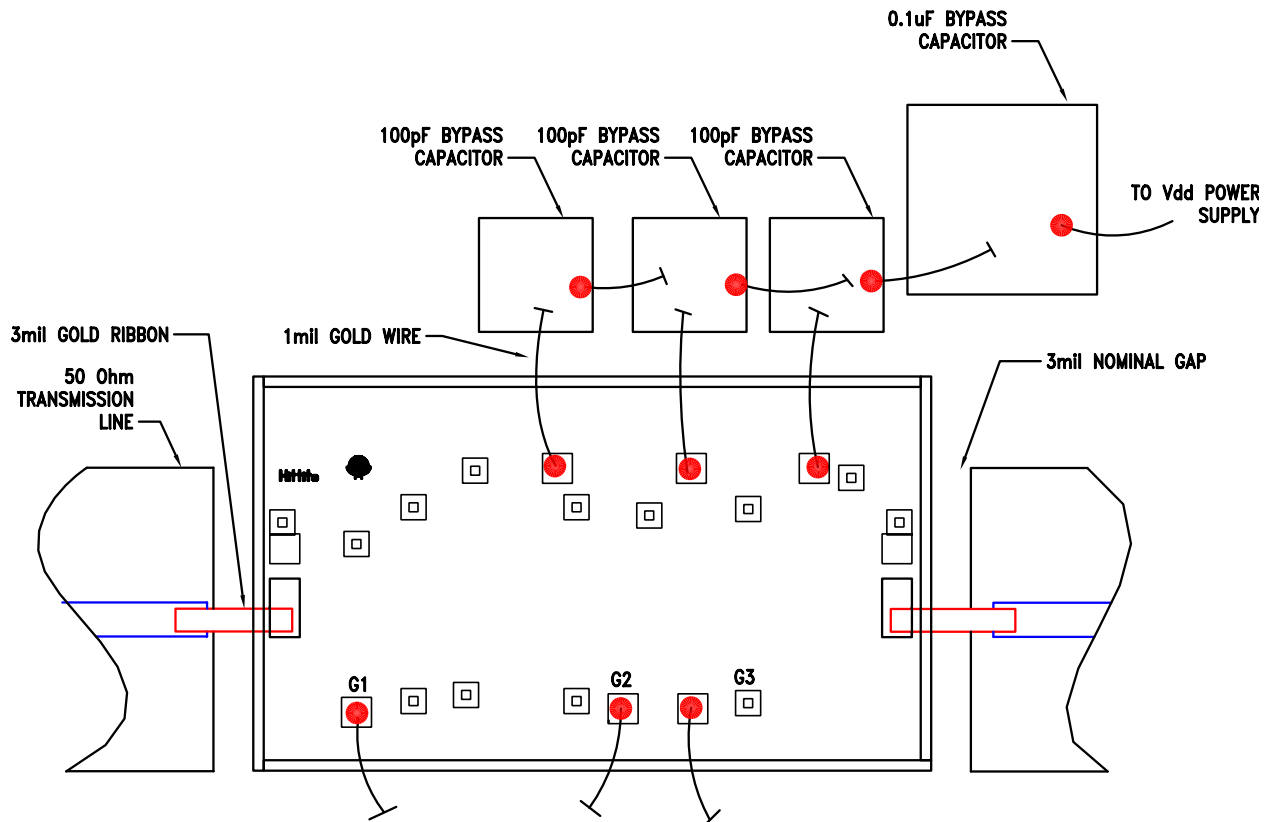 0.1uF BYPASS
CAPACITOR
100pF BYPASS
CAPACITOR
100pF BYPASS
CAPACITOR
100pF BYPASS
CAPACITOR
TO Vdd POWER
SUPPLY
3mil GOLD RIBBON
1mil GOLD WIRE
3mil NOMINAL GAP
50 Ohm
TRANSMISSION
LINE
G1
G2
G3